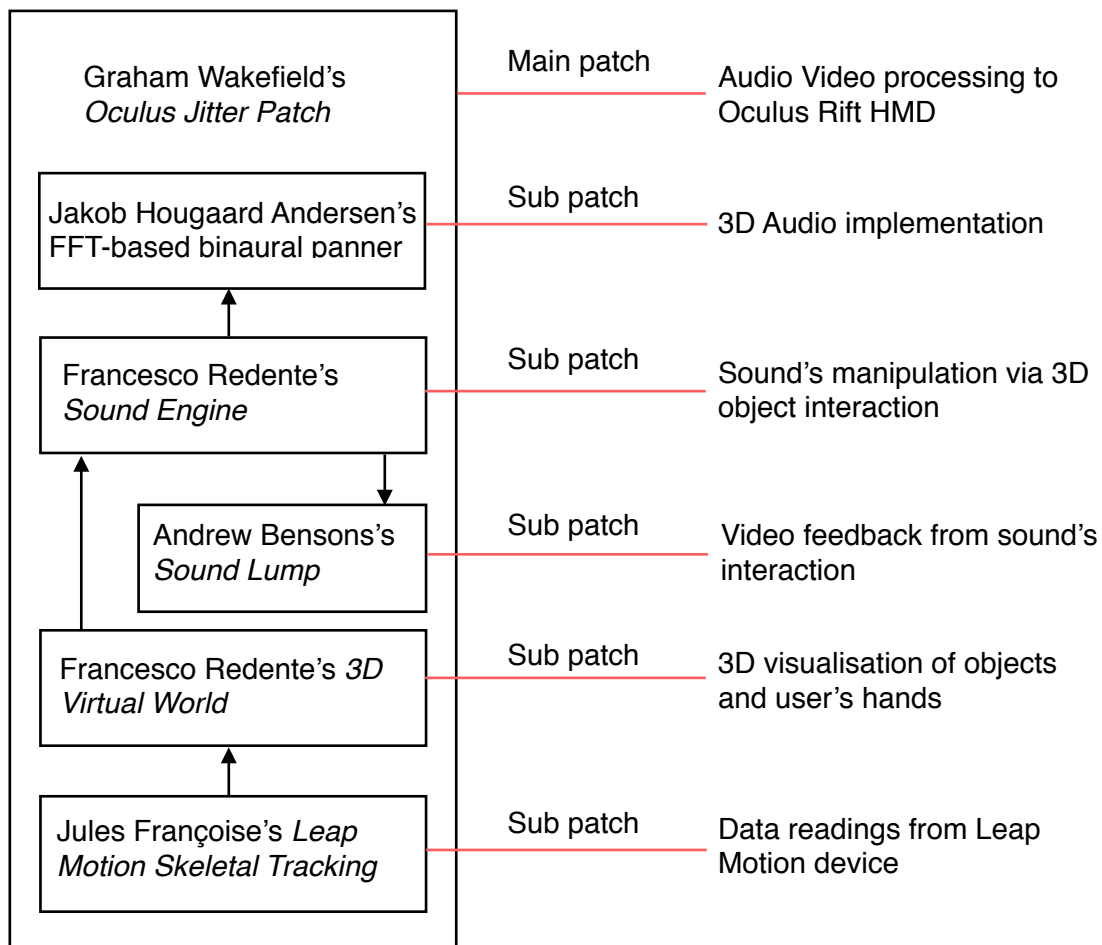 Graham Wakefield’s
Oculus Jitter Patch
Main patch
Audio Video processing to
Oculus Rift HMD
Jakob Hougaard Andersen’s
FFT-based binaural panner
Sub patch
3D Audio implementation
Francesco Redente’s
Sound Engine
Sub patch
Sound’s manipulation via 3D
object interaction
Andrew Bensons’s
Sound Lump
Sub patch
Video feedback from sound’s
interaction
Francesco Redente’s 3D
Virtual World
Sub patch
3D visualisation of objects
and user’s hands
Jules Françoise’s Leap
Motion Skeletal Tracking
Sub patch
Data readings from Leap
Motion device